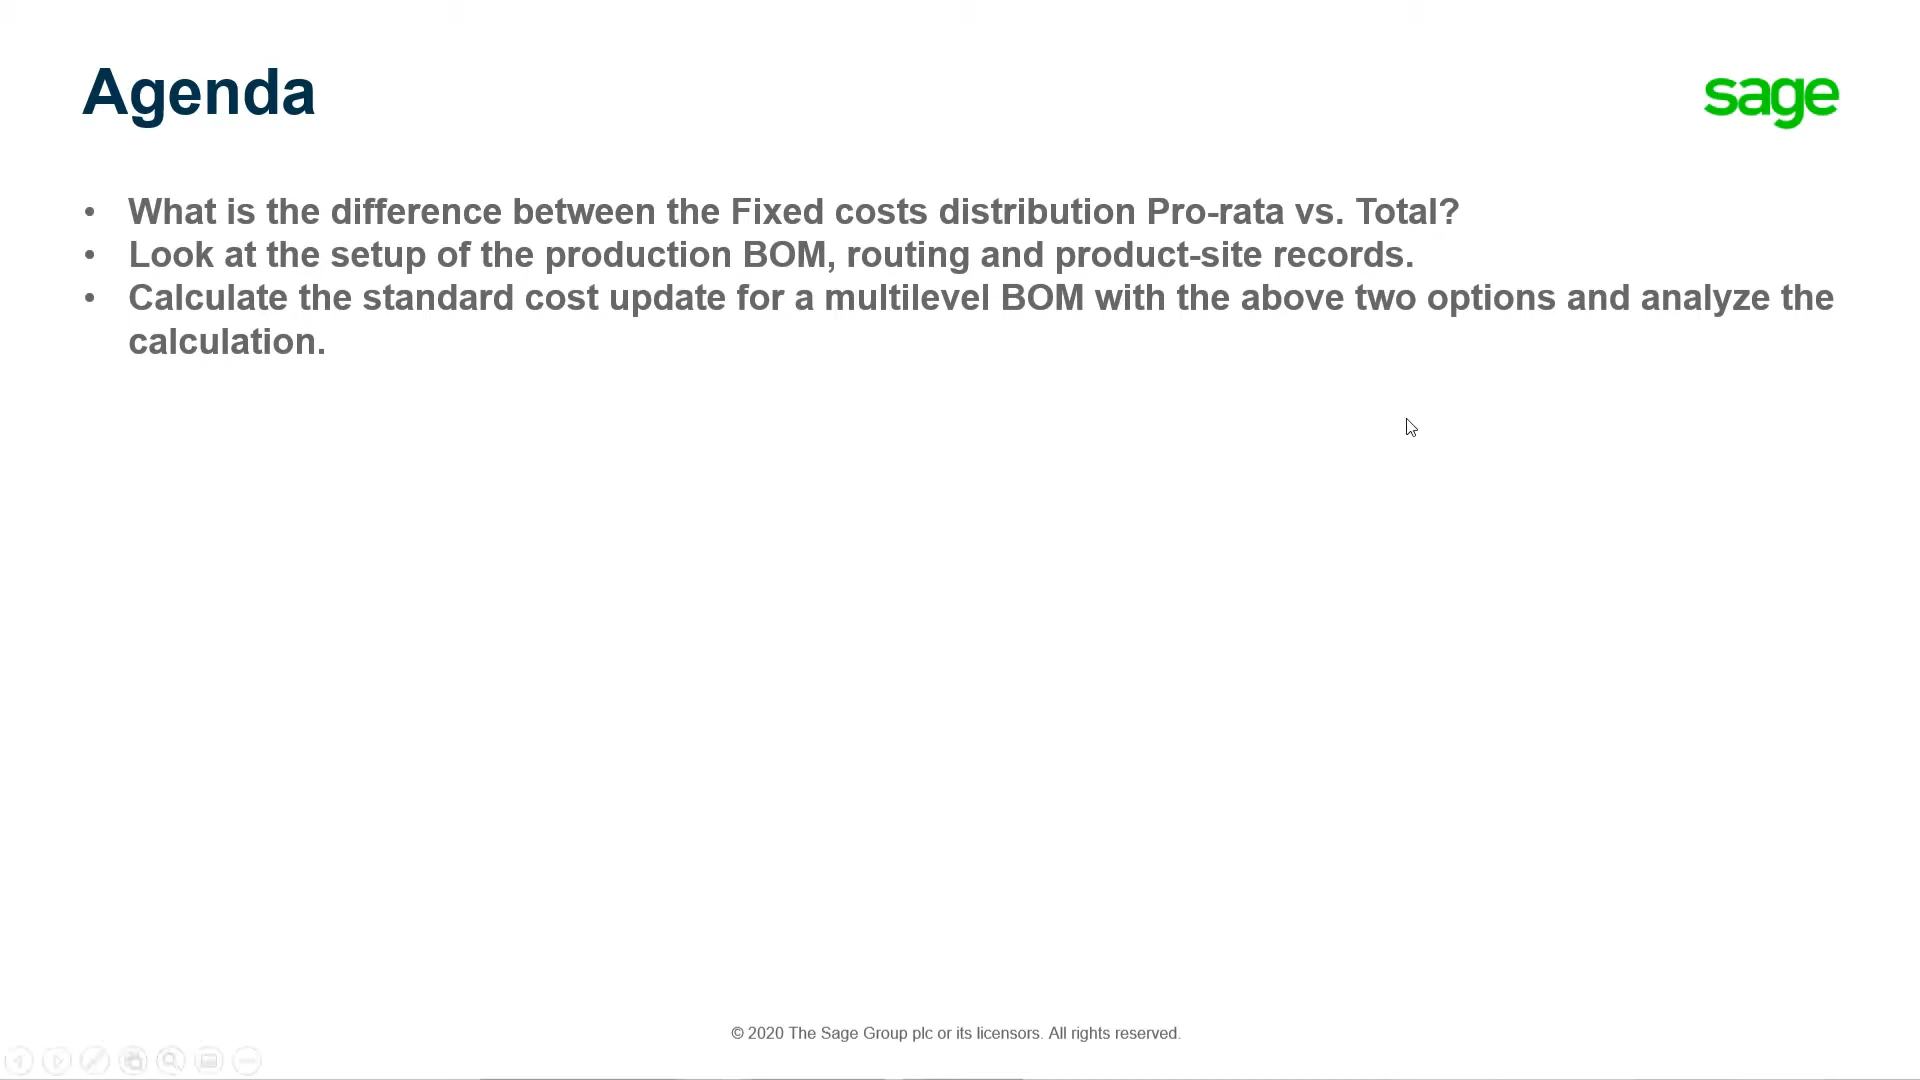 Agenda
sage
• What is the difference between the Fixed costs distribution Pro-rata vs. Total?
• Look at the setup of the production BOM, routing and product-site records.
• Calculate the standard cost update for a multilevel BOM with the above two options and analyze the
calculation.
© 2020 The Sage Group plc or its licensors. All rights reserved.